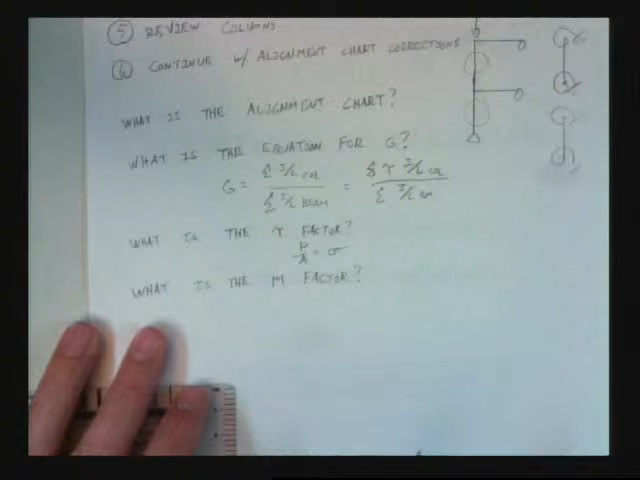 ⑤ REVIEW COLUMNS
⑥ CONTINUE W/ ALIGNMENT CHART CORRECTIONS
WHAT IS THE ALIGNMENT CHART?
WHAT IS THE EQUATION FOR G?
G = Σ I/L COL / Σ I/L BEAM = Σ τ I/L COL / Σ I/L BM
WHAT IS THE τ FACTOR?
P/A = σ
WHAT IS THE M FACTOR?